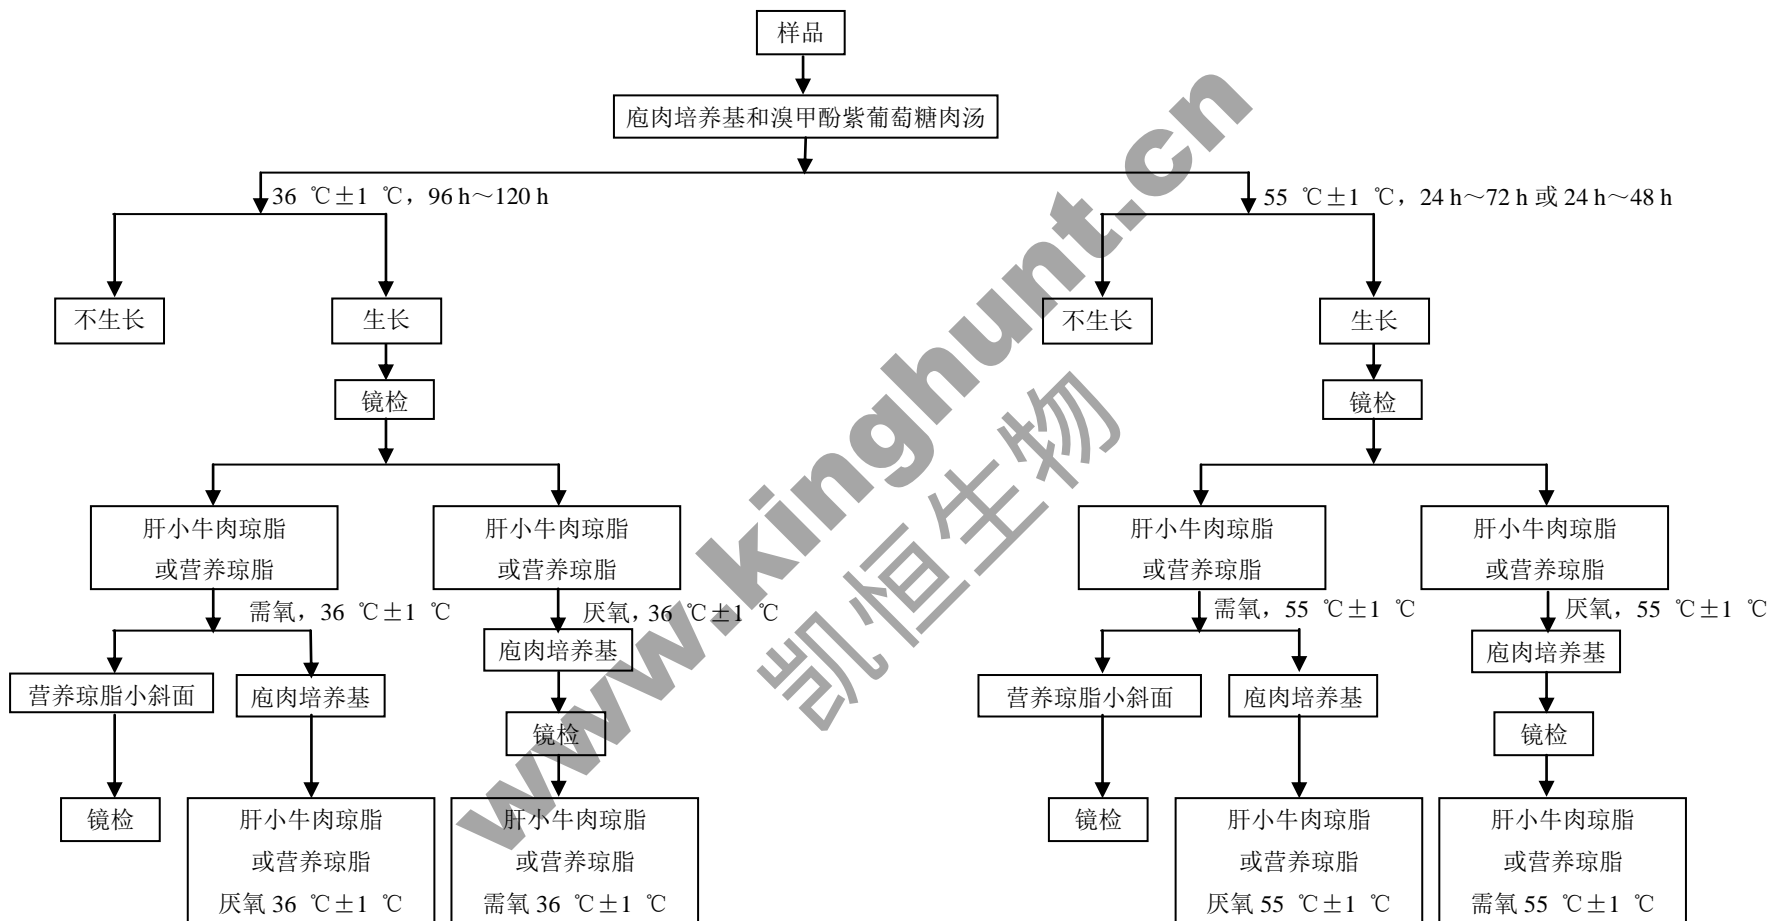 样品
庖肉培养基和溴甲酚紫葡萄糖肉汤
36 ℃±1 ℃，96 h～120 h
55 ℃±1 ℃，24 h～72 h 或 24 h～48 h
不生长
生长
不生长
生长
镜检
镜检
肝小牛肉琼脂
或营养琼脂
肝小牛肉琼脂
或营养琼脂
肝小牛肉琼脂
或营养琼脂
肝小牛肉琼脂
或营养琼脂
需氧，36 ℃±1 ℃
厌氧，36 ℃±1 ℃
需氧，55 ℃±1 ℃
厌氧，55 ℃±1 ℃
营养琼脂小斜面
庖肉培养基
庖肉培养基
营养琼脂小斜面
庖肉培养基
庖肉培养基
镜检
镜检
镜检
肝小牛肉琼脂
或营养琼脂
厌氧 36 ℃±1 ℃
肝小牛肉琼脂
或营养琼脂
需氧 36 ℃±1 ℃
镜检
肝小牛肉琼脂
或营养琼脂
厌氧 55 ℃±1 ℃
肝小牛肉琼脂
或营养琼脂
需氧 55 ℃±1 ℃
www.kinghunt.cn
凯恒生物